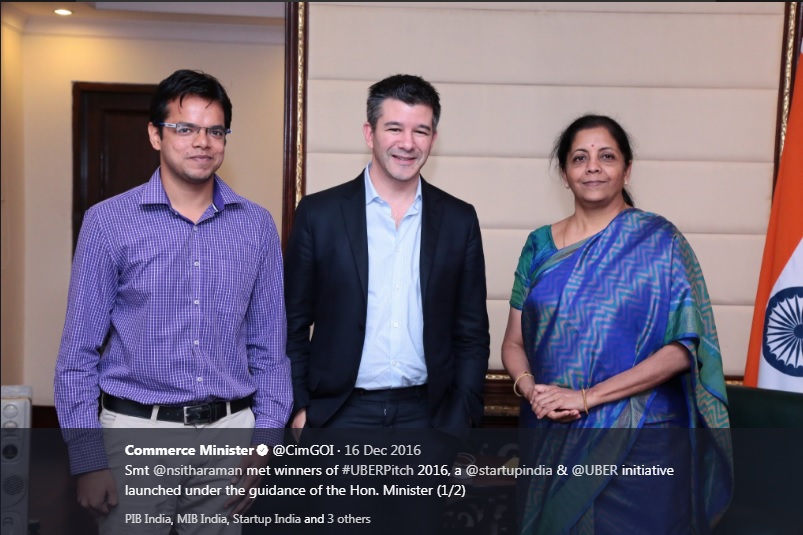 Commerce Minister @CimGOI · 16 Dec 2016
Smt @nsitharaman met winners of #UBERPitch 2016, a @startupindia & @UBER initiative
launched under the guidance of the Hon. Minister (1/2)
PIB India, MIB India, Startup India and 3 others